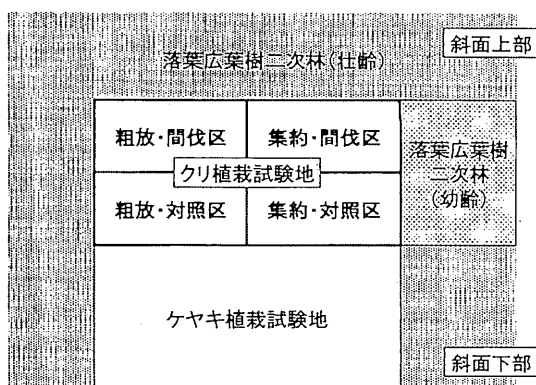 斜面上部
落葉広葉樹二次林(壮齢)
粗放・間伐区
集約・間伐区
落葉広葉樹
二次林
(幼齢)
クリ植栽試験地
粗放・対照区
集約・対照区
ケヤキ植栽試験地
斜面下部